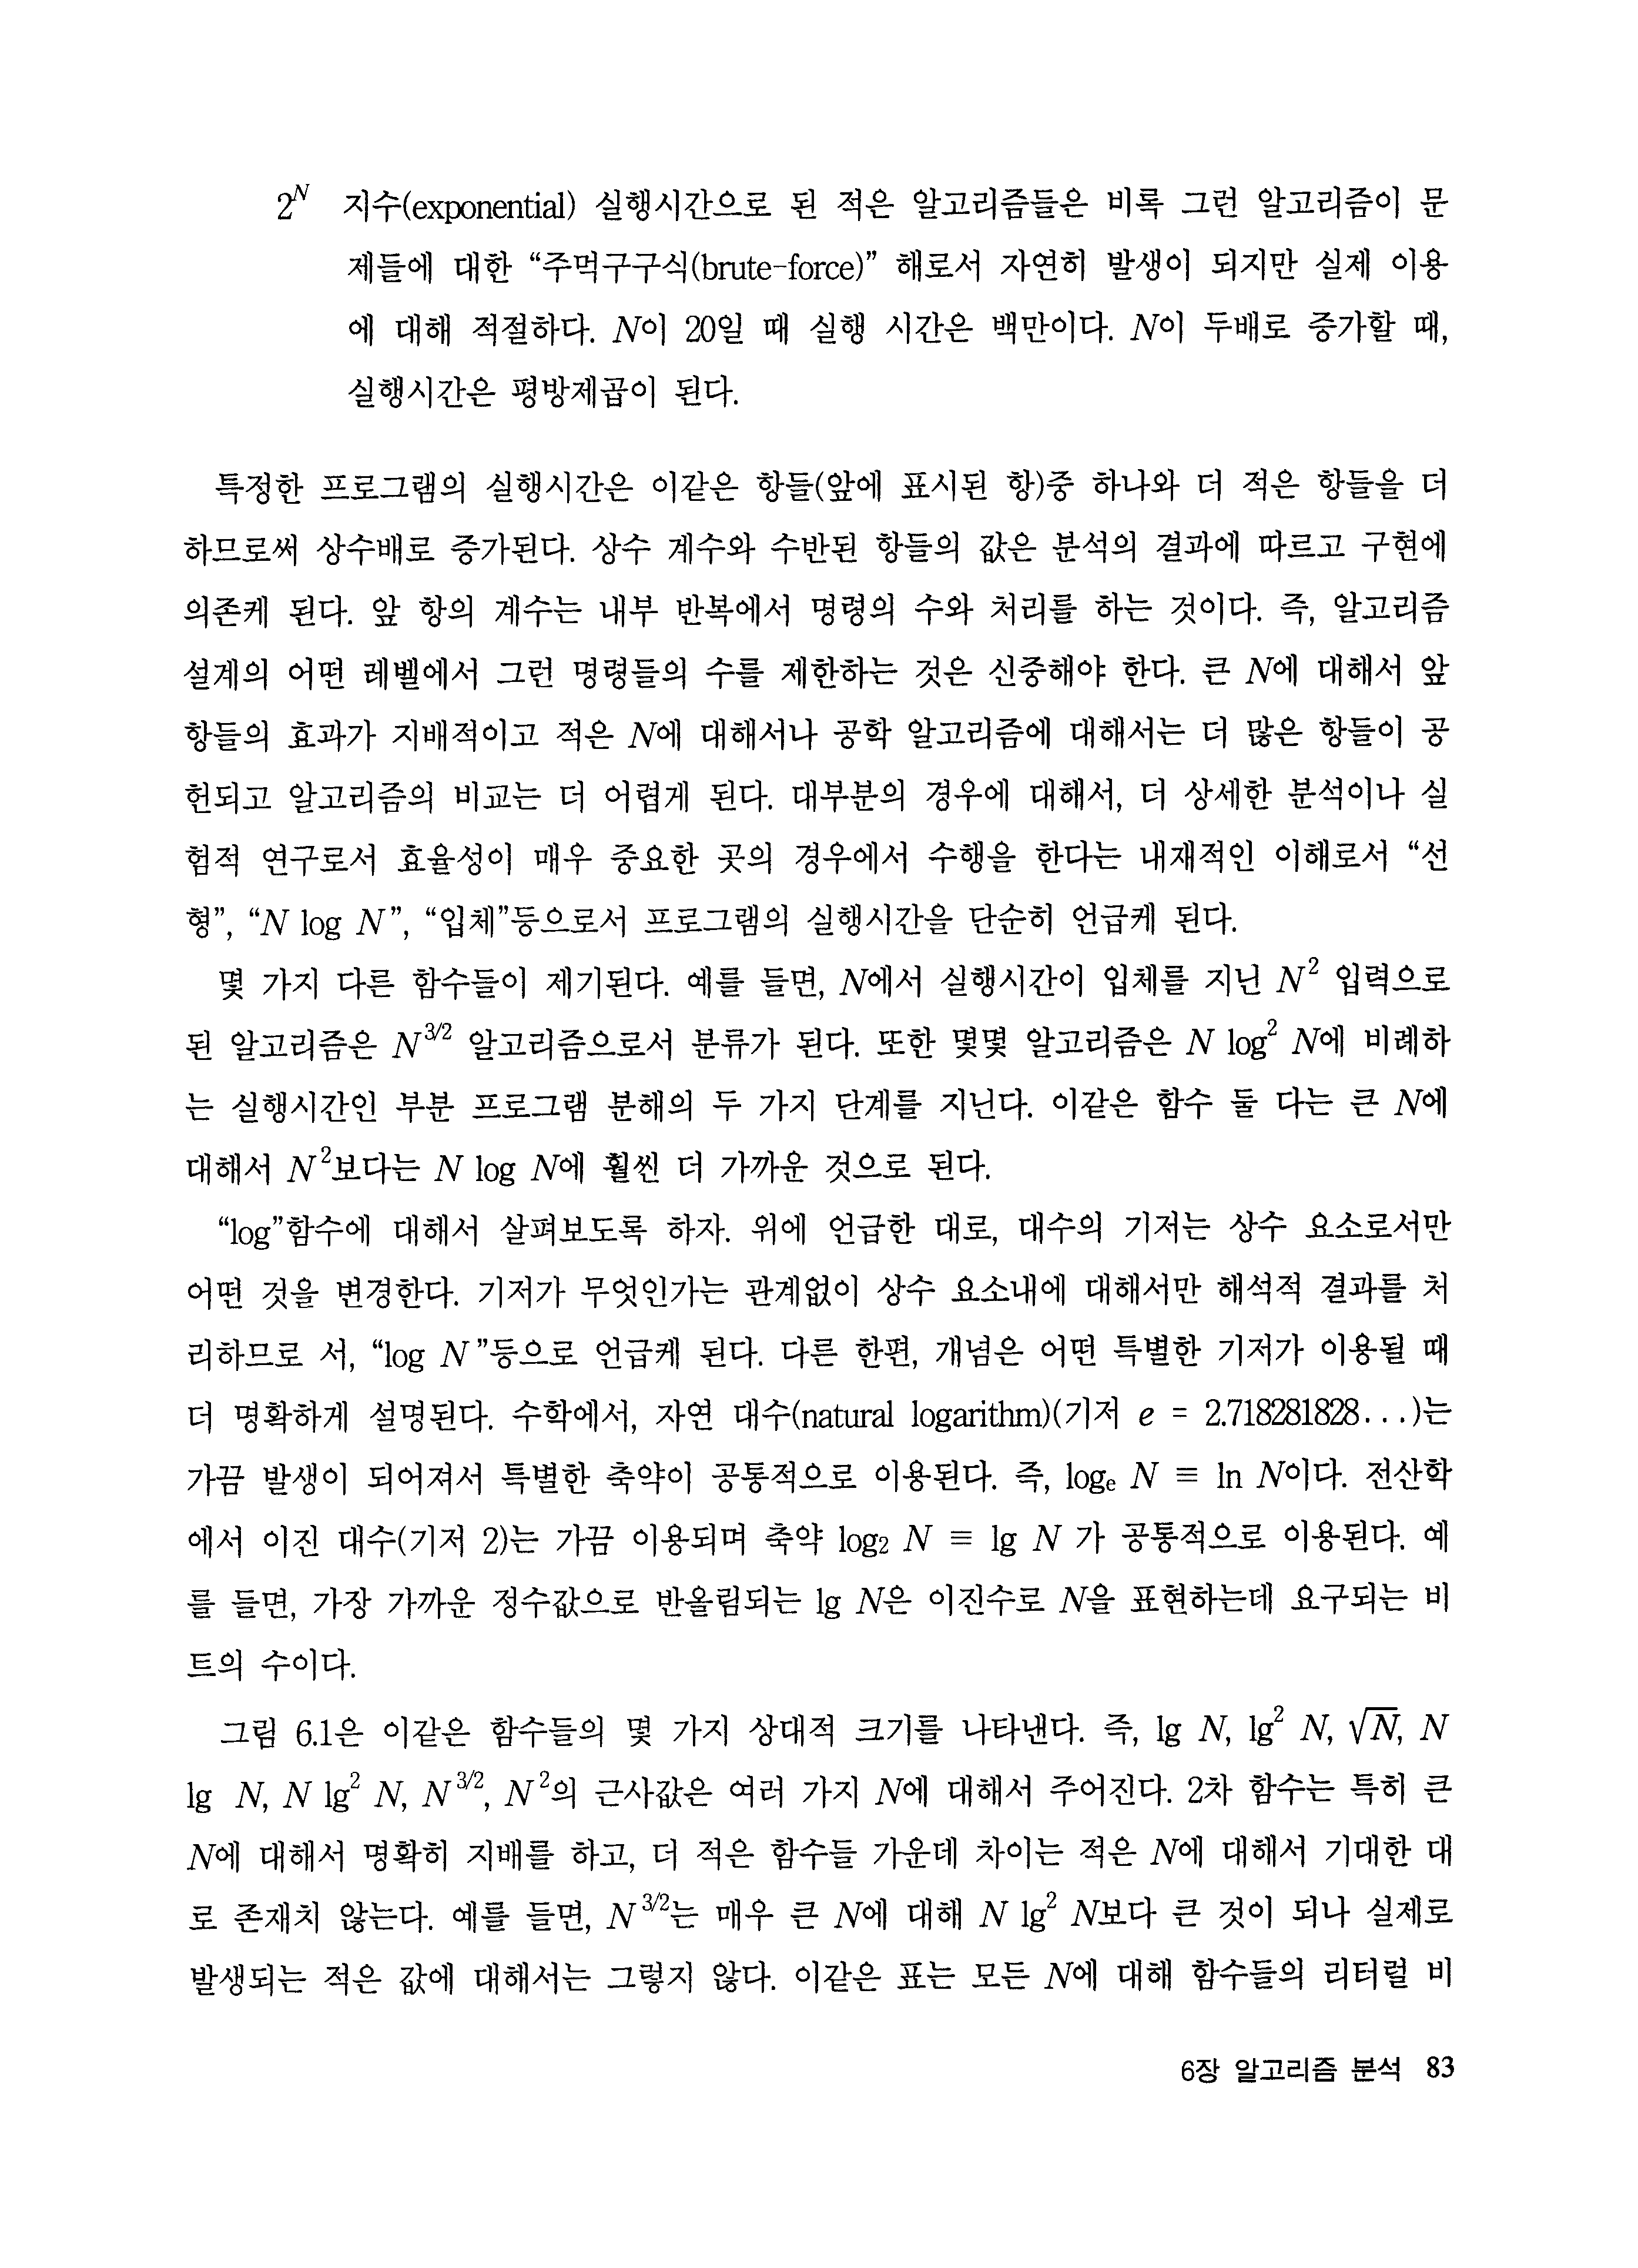 2^N 지수(exponential) 실행시간으로 된 적은 알고리즘들은 비록 그런 알고리즘이 문
제들에 대한 “주먹구구식(brute-force)” 해로서 자연히 발생이 되지만 실제 이용
에 대해 적절하다. N이 20일 때 실행 시간은 백만이다. N이 두배로 증가할 때,
실행시간은 평방제곱이 된다.
특정한 프로그램의 실행시간은 이같은 항들(앞에 표시된 항)중 하나와 더 적은 항들을 더
하므로써 상수배로 증가된다. 상수 계수와 수반된 항들의 값은 분석의 결과에 따르고 구현에
의존케 된다. 앞 항의 계수는 내부 반복에서 명령의 수와 처리를 하는 것이다. 즉, 알고리즘
설계의 어떤 레벨에서 그런 명령들의 수를 제한하는 것은 신중해야 한다. 큰 N에 대해서 앞
항들의 효과가 지배적이고 적은 N에 대해서나 공학 알고리즘에 대해서는 더 많은 항들이 공
헌되고 알고리즘의 비교는 더 어렵게 된다. 대부분의 경우에 대해서, 더 상세한 분석이나 실
험적 연구로서 효율성이 매우 중요한 곳의 경우에서 수행을 한다는 내재적인 이해로서 “선
형”, “N log N”, “입체”등으로서 프로그램의 실행시간을 단순히 언급케 된다.
몇 가지 다른 함수들이 제기된다. 예를 들면, N에서 실행시간이 입체를 지닌 N² 입력으로
된 알고리즘은 N^3/2 알고리즘으로서 분류가 된다. 또한 몇몇 알고리즘은 N log² N에 비례하
는 실행시간인 부분 프로그램 분해의 두 가지 단계를 지닌다. 이같은 함수 둘 다는 큰 N에
대해서 N²보다는 N log N에 훨씬 더 가까운 것으로 된다.
“log”함수에 대해서 살펴보도록 하자. 위에 언급한 대로, 대수의 기저는 상수 요소로서만
어떤 것을 변경한다. 기저가 무엇인가는 관계없이 상수 요소내에 대해서만 해석적 결과를 처
리하므로 서, “log N”등으로 언급케 된다. 다른 한편, 개념은 어떤 특별한 기저가 이용될 때
더 명확하게 설명된다. 수학에서, 자연 대수(natural logarithm)(기저 e = 2.718281828...)는
가끔 발생이 되어져서 특별한 축약이 공통적으로 이용된다. 즉, logₑ N ≡ ln N이다. 전산학
에서 이진 대수(기저 2)는 가끔 이용되며 축약 log₂ N ≡ lg N 가 공통적으로 이용된다. 예
를 들면, 가장 가까운 정수값으로 반올림되는 lg N은 이진수로 N을 표현하는데 요구되는 비
트의 수이다.
그림 6.1은 이같은 함수들의 몇 가지 상대적 크기를 나타낸다. 즉, lg N, lg² N, √N, N
lg N, N lg² N, N^3/2, N²의 근사값은 여러 가지 N에 대해서 주어진다. 2차 함수는 특히 큰
N에 대해서 명확히 지배를 하고, 더 적은 함수들 가운데 차이는 적은 N에 대해서 기대한 대
로 존재치 않는다. 예를 들면, N^3/2는 매우 큰 N에 대해 N lg² N보다 큰 것이 되나 실제로
발생되는 적은 값에 대해서는 그렇지 않다. 이같은 표는 모든 N에 대해 함수들의 리터럴 비
6장 알고리즘 분석 83